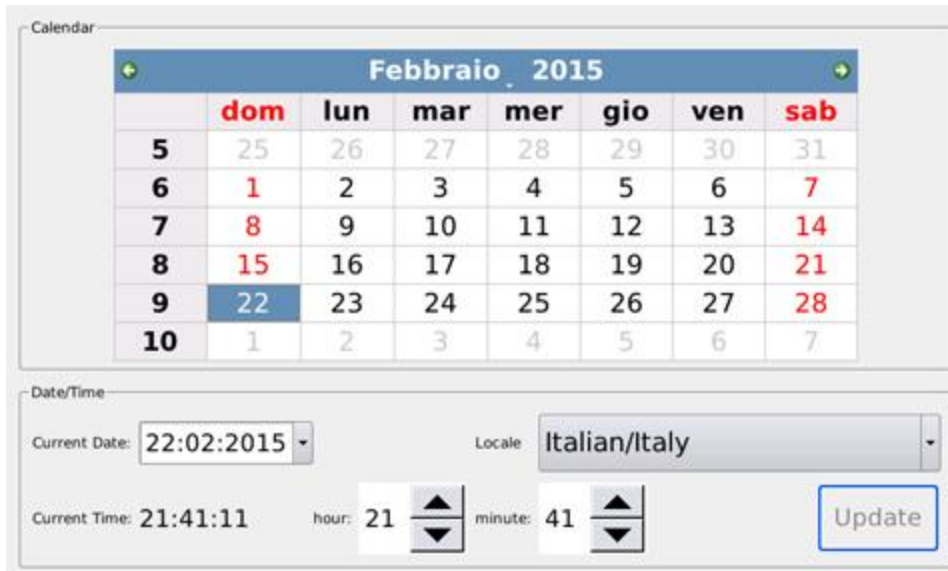 Calendar
Febbraio 2015
dom lun mar mer gio ven sab
5 25 26 27 28 29 30 31
6 1 2 3 4 5 6 7
7 8 9 10 11 12 13 14
8 15 16 17 18 19 20 21
9 22 23 24 25 26 27 28
10 1 2 3 4 5 6 7
Date/Time
Current Date: 22:02:2015 Locale Italian/Italy
Current Time: 21:41:11 hour: 21 minute: 41 Update